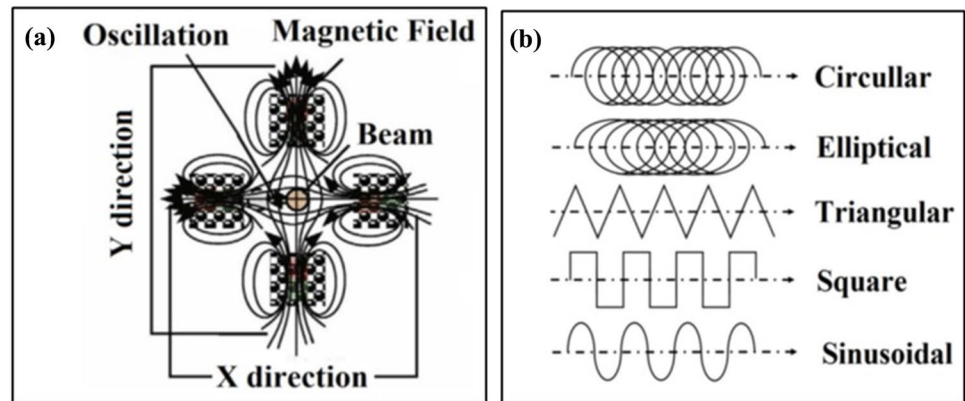 (a)
Oscillation
Magnetic Field
Beam
Y direction
X direction
(b)
Circullar
Elliptical
Triangular
Square
Sinusoidal